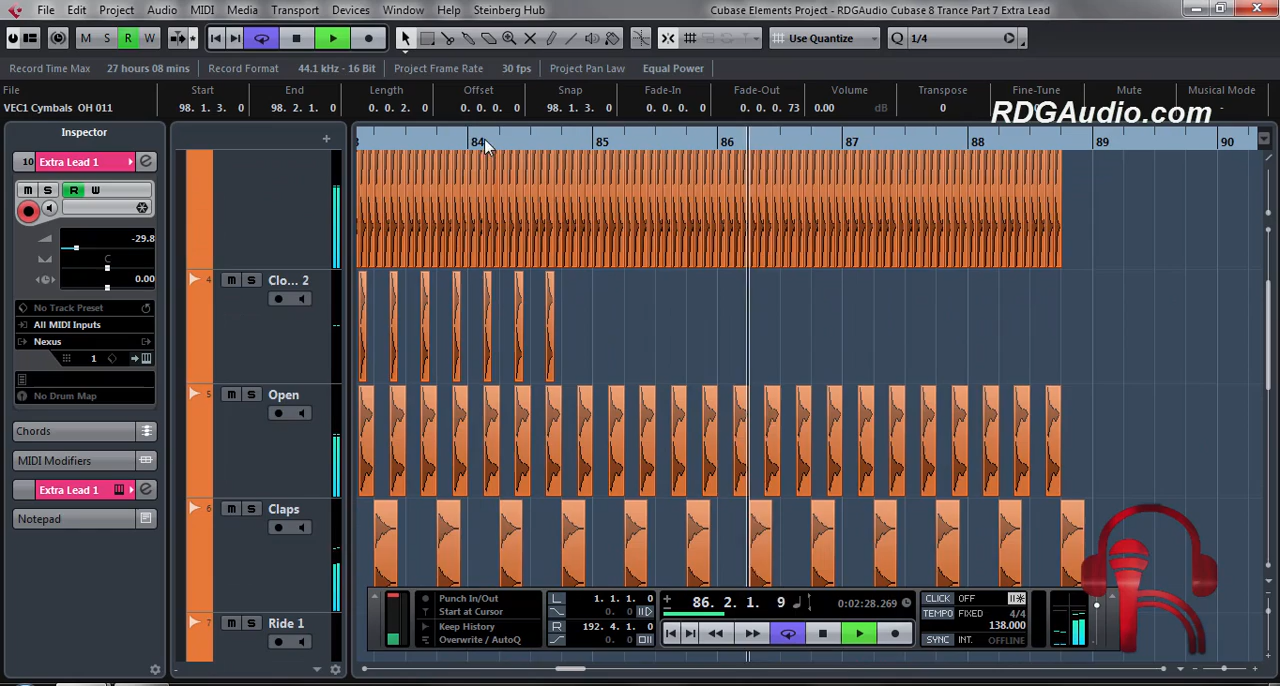 File Edit Project Audio MIDI Media Transport Devices Window Help Steinberg Hub Cubase Elements Project - RDGAudio Cubase 8 Trance Part 7 Extra Lead
M S R W Use Quantize Q 1/4
Record Time Max 27 hours 08 mins Record Format 44.1 kHz - 16 Bit Project Frame Rate 30 fps Project Pan Law Equal Power
File Start End Length Offset Snap Fade-In Fade-Out Volume Transpose Fine-Tune Mute Musical Mode
VEC1 Cymbals OH 011 98. 1. 3. 0 98. 2. 1. 0 0. 0. 2. 0 0. 0. 0. 0 98. 1. 3. 0 0. 0. 0. 0 0. 0. 0. 73 0.00 dB 0
RDGAudio.com
Inspector
84 85 86 87 88 89 90
10 Extra Lead 1
M S R W
-29.8
C
0.00
No Track Preset
All MIDI Inputs
Nexus
1
No Drum Map
Chords
MIDI Modifiers
Extra Lead 1
Notepad
4 m S Clo... 2
5 m S Open
6 m S Claps
7 m S Ride 1
Punch In/Out
Start at Cursor
Keep History
Overwrite / AutoQ
L 1. 1. 1. 0
0. 0
R 192. 4. 1. 0
0. 0
86. 2. 1. 9 0:02:28.269
CLICK OFF
TEMPO FIXED 4/4
138.000
SYNC INT. OFFLINE